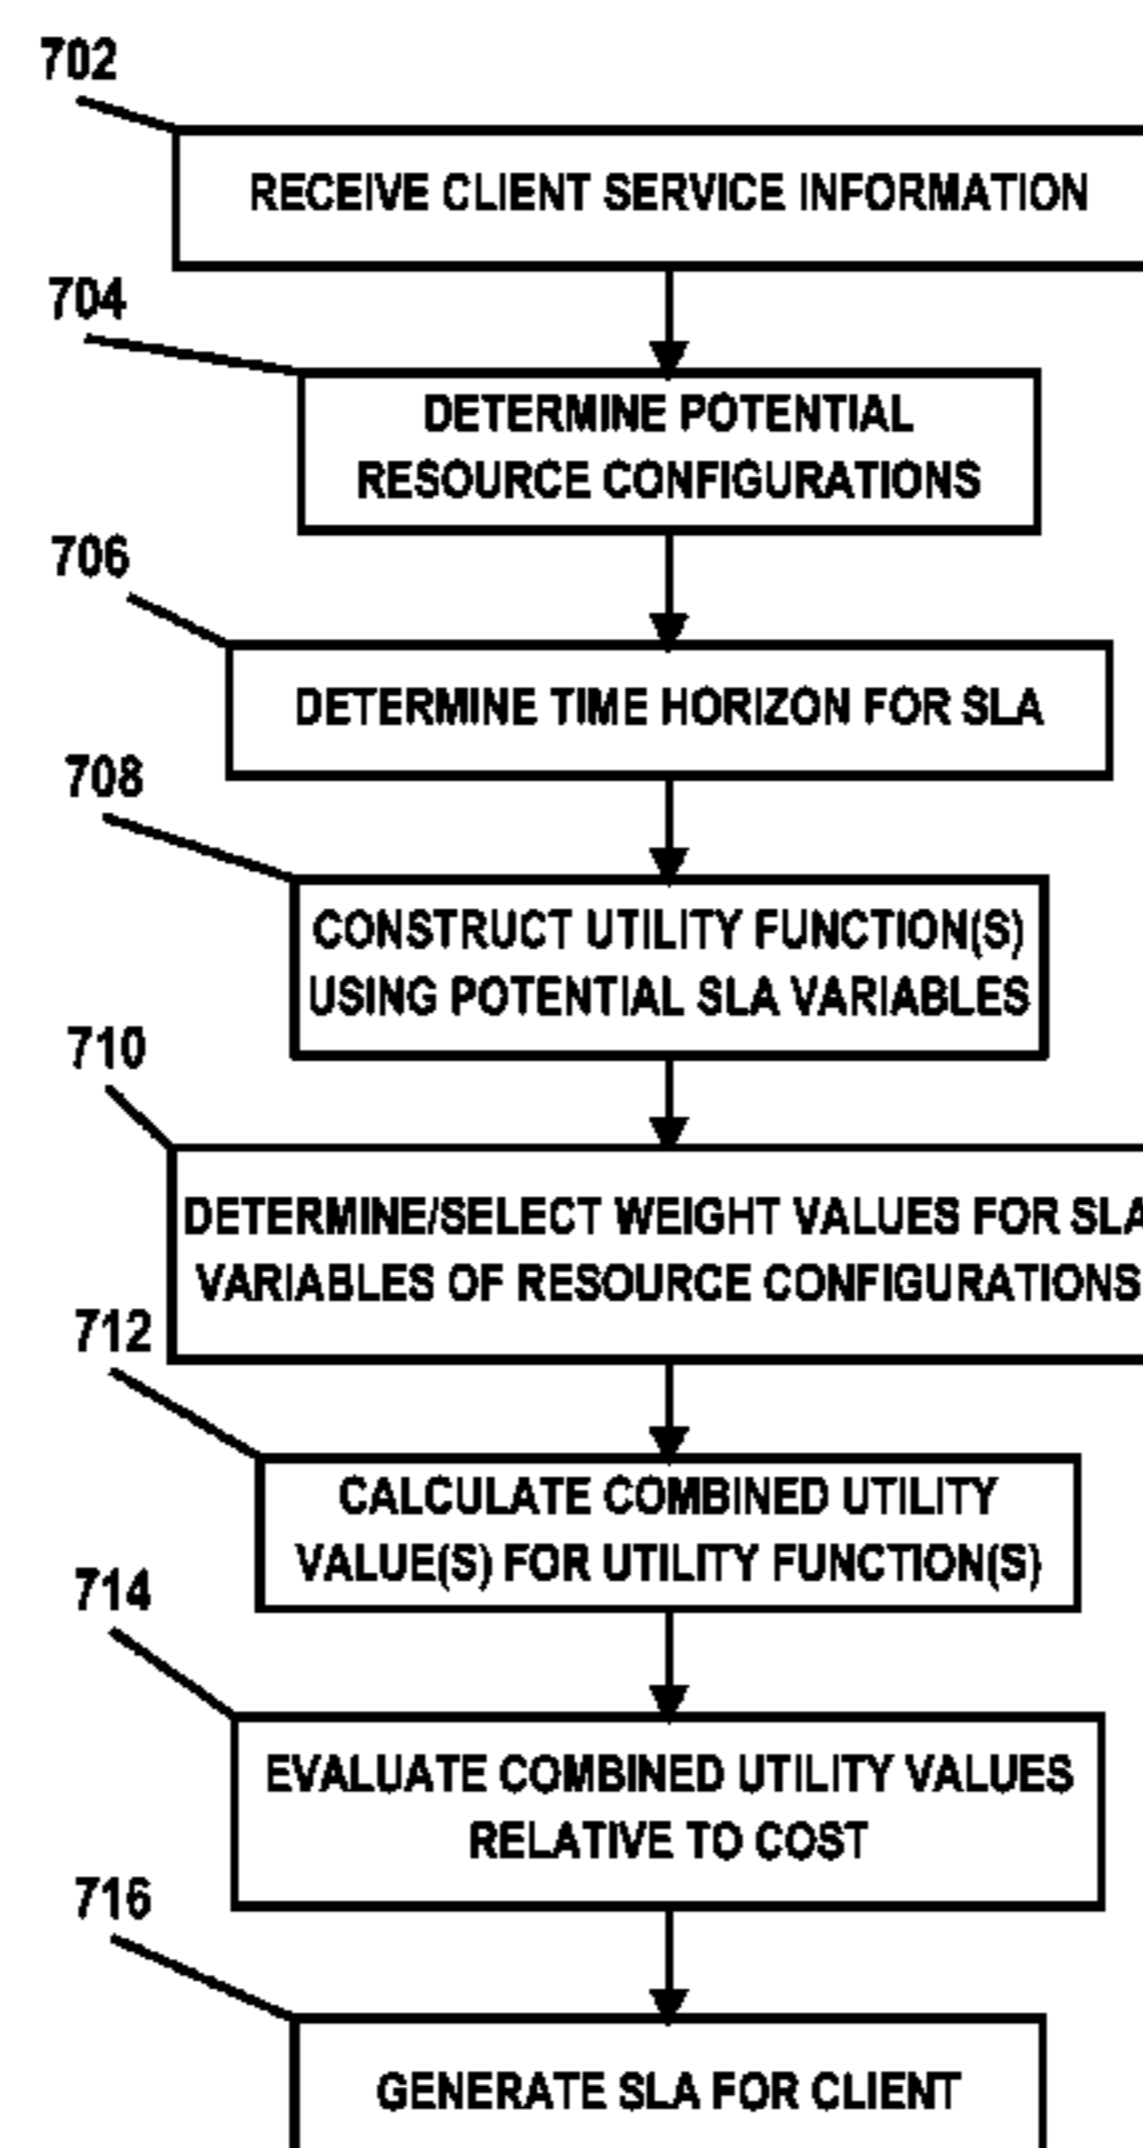 702
RECEIVE CLIENT SERVICE INFORMATION
704
DETERMINE POTENTIAL
RESOURCE CONFIGURATIONS
706
DETERMINE TIME HORIZON FOR SLA
708
CONSTRUCT UTILITY FUNCTION(S)
USING POTENTIAL SLA VARIABLES
710
DETERMINE/SELECT WEIGHT VALUES FOR SLA
VARIABLES OF RESOURCE CONFIGURATIONS
712
CALCULATE COMBINED UTILITY
VALUE(S) FOR UTILITY FUNCTION(S)
714
EVALUATE COMBINED UTILITY VALUES
RELATIVE TO COST
716
GENERATE SLA FOR CLIENT